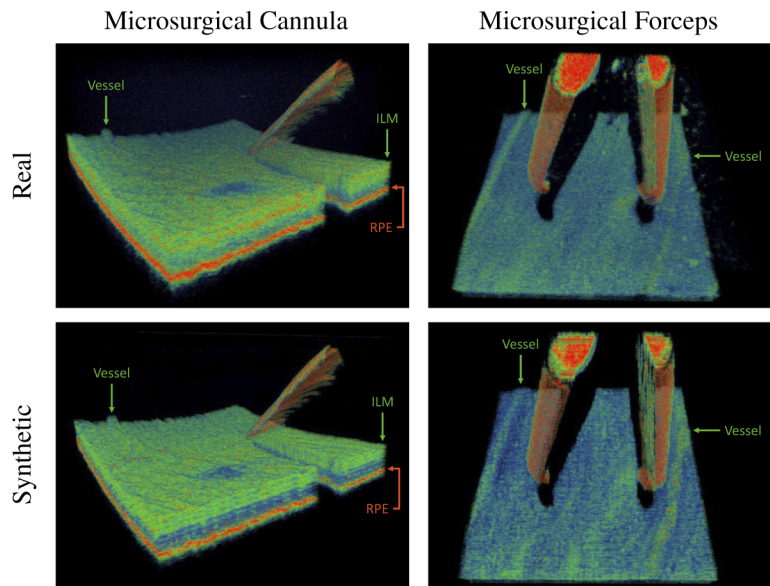 Microsurgical Cannula
Microsurgical Forceps
Real
Vessel
ILM
RPE
Vessel
Vessel
Synthetic
Vessel
ILM
RPE
Vessel
Vessel